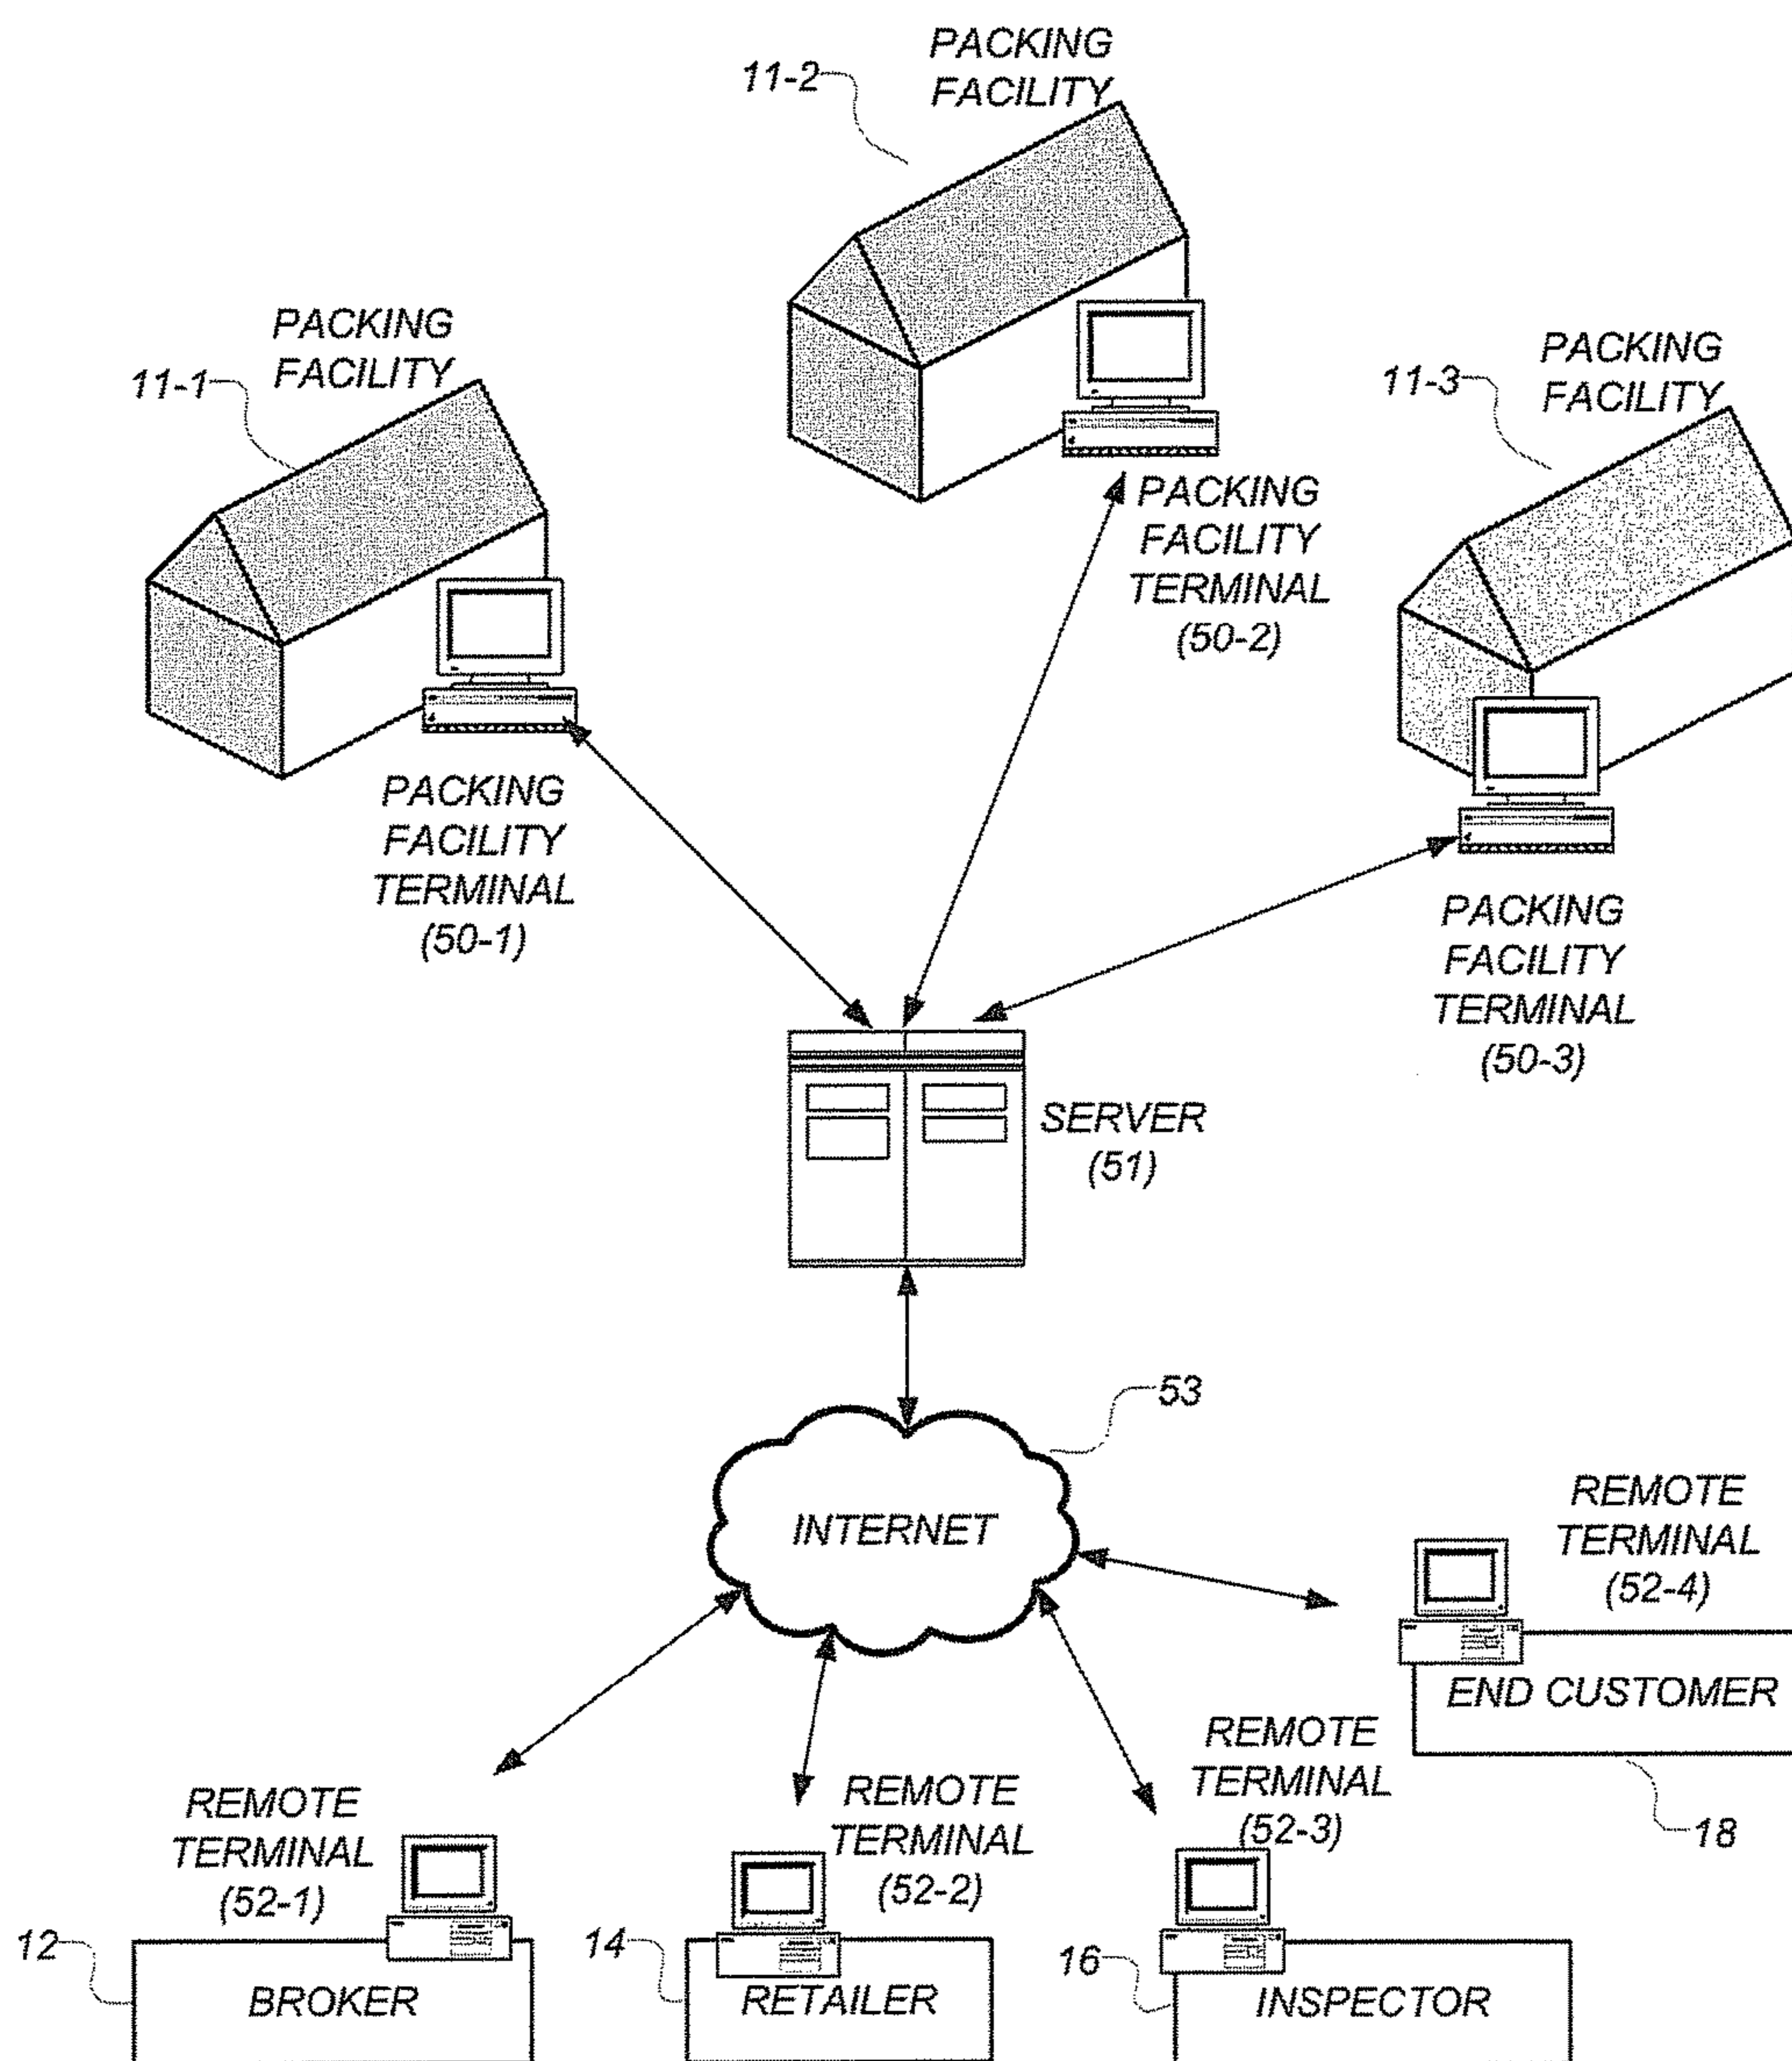 PACKING
FACILITY
11-2
PACKING
FACILITY
11-1
PACKING
FACILITY
11-3
PACKING
FACILITY
TERMINAL
(50-2)
PACKING
FACILITY
TERMINAL
(50-1)
PACKING
FACILITY
TERMINAL
(50-3)
SERVER
(51)
53
INTERNET
REMOTE
TERMINAL
(52-4)
END CUSTOMER
18
REMOTE
TERMINAL
(52-1)
REMOTE
TERMINAL
(52-2)
REMOTE
TERMINAL
(52-3)
12
BROKER
14
RETAILER
16
INSPECTOR